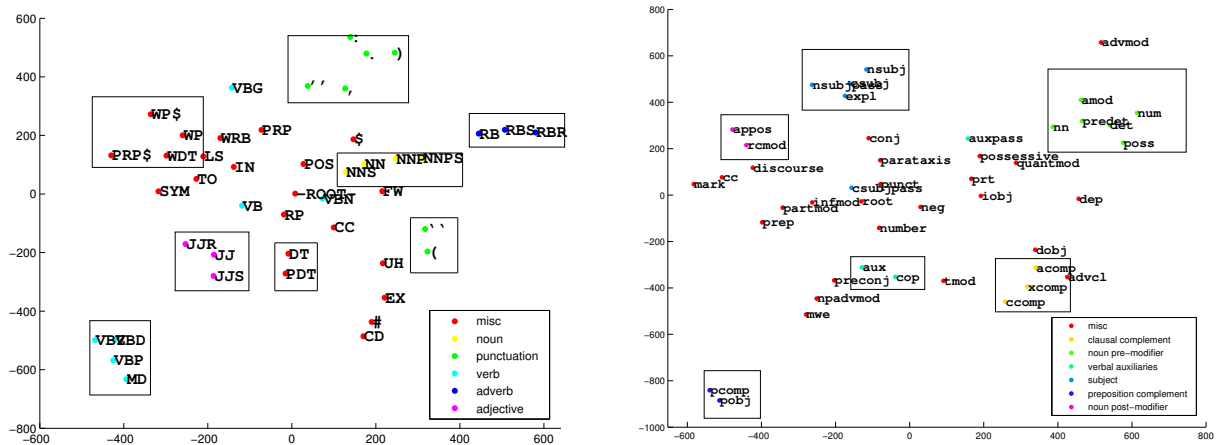 600
400
200
0
−200
−400
−600
−800
−600 −400 −200 0 200 400 600
:
. )
'' ,
VBG
WP$
WP WRB PRP $
RB RBS RBR
PRP$ WDT LS IN POS NN NNP NNPS
NNS
SYM TO −ROOT− FW
VB VBN
RP
CC ``
JJR JJ DT (
JJS PDT UH
EX
#
CD
VBZ VBD
VBP
MD
misc
noun
punctuation
verb
adverb
adjective
800
600
400
200
0
−200
−400
−600
−800
−1000
−600 −400 −200 0 200 400 600 800
advmod
nsubj
nsubjpass csubj
expl
amod
num
nn predet det
poss
appos
rcmod
conj auxpass
parataxis possessive
quantmod
discourse
mark cc punct prt
csubjpass iobj
infmod root dep
partmod neg
prep number
dobj
aux acomp
preconj cop tmod advcl
xcomp
npadvmod ccomp
mwe
pcomp
pobj
misc
clausal complement
noun pre−modifier
verbal auxiliaries
subject
preposition complement
noun post−modifier